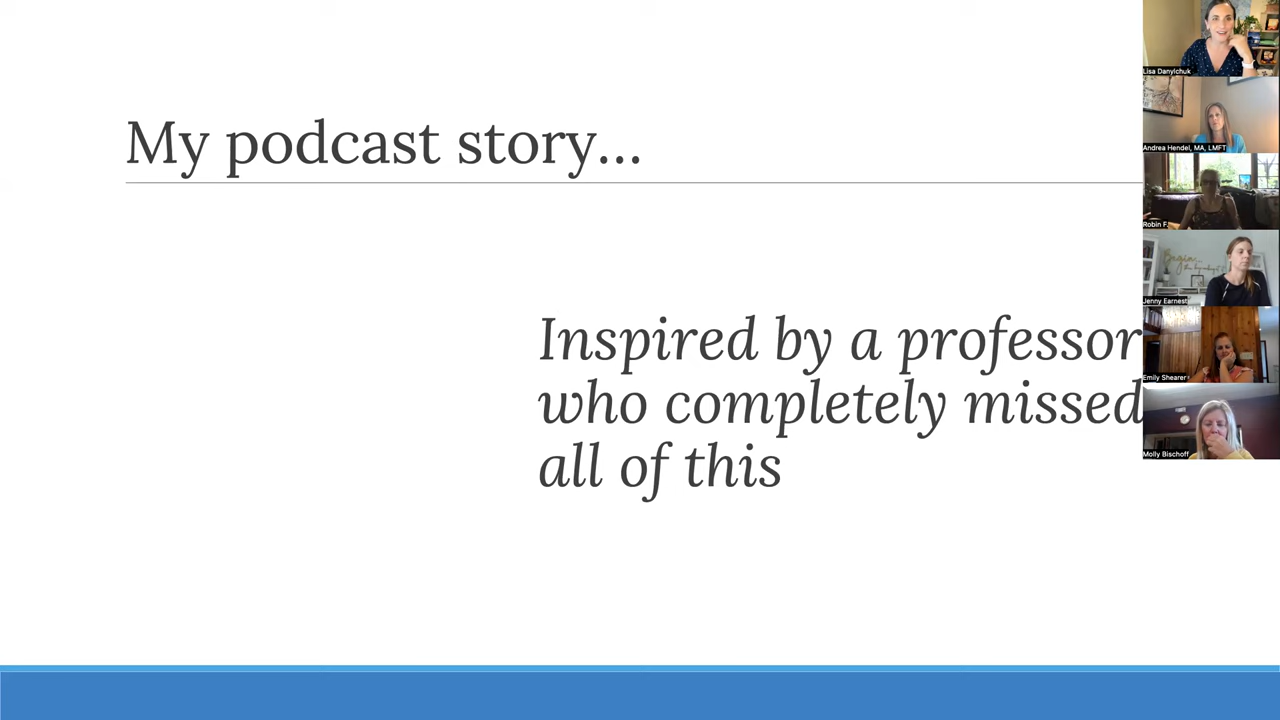 My podcast story...
Inspired by a professor
who completely missed
all of this
Lisa Danylchuk
Andrea Hendel, MA, LMFT
Robin F.
Begin...
Jenny Earnest
Emily Shearer
Molly Bischoff